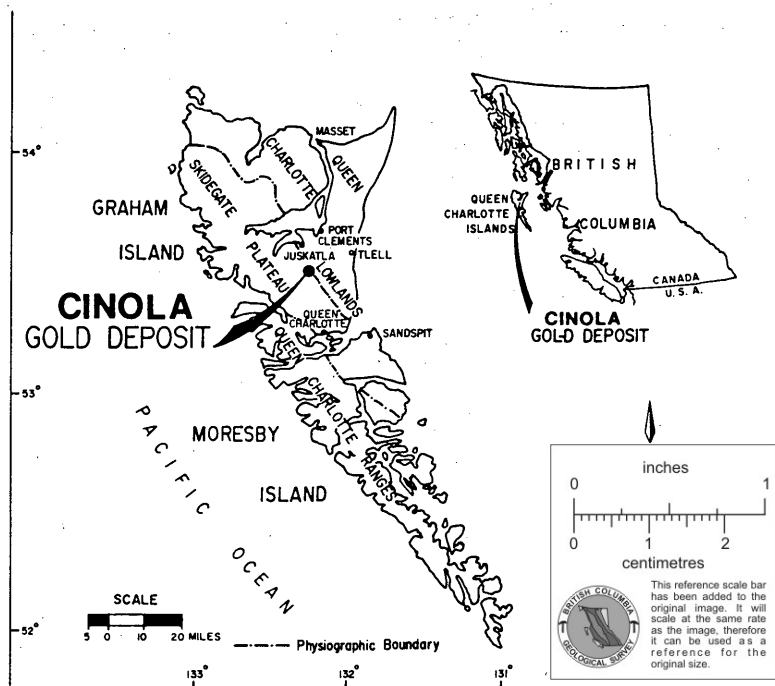 54°
53°
52°
133°
132°
131°
MASSET
QUEEN
CHARLOTTE
LOWLANDS
SKIDEGATE
PLATEAU
GRAHAM
ISLAND
PORT
CLEMENTS
JUSKATLA
TLELL
CINOLA
GOLD DEPOSIT
QUEEN
CHARLOTTE
SANDSPIT
QUEEN
CHARLOTTE
RANGES
MORESBY
ISLAND
PACIFIC
OCEAN
SCALE
5 0 10 20 MILES
Physiographic Boundary
BRITISH
COLUMBIA
QUEEN
CHARLOTTE
ISLANDS
CANADA
U.S.A.
CINOLA
GOLD DEPOSIT
inches
0 1
0 1 2
centimetres
BRITISH COLUMBIA
GEOLOGICAL SURVEY
This reference scale bar
has been added to the
original image. It will
scale at the same rate
as the image, therefore
it can be used as a
reference for the
original size.